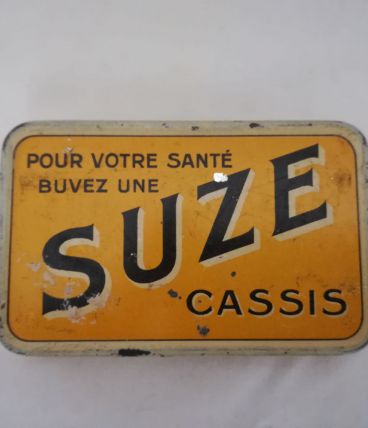 POUR VOTRE SANTÉ
BUVEZ UNE
SUZE
CASSIS